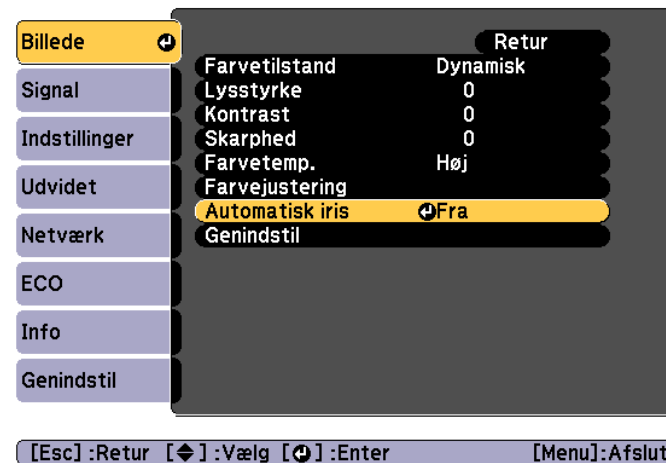 Billede
Signal
Indstillinger
Udvidet
Netværk
ECO
Info
Genindstil
Retur
Farvetilstand Dynamisk
Lysstyrke 0
Kontrast 0
Skarphed 0
Farvetemp. Høj
Farvejustering
Automatisk iris Fra
Genindstil
[Esc] :Retur [ ] :Vælg [ ] :Enter [Menu]:Afslut